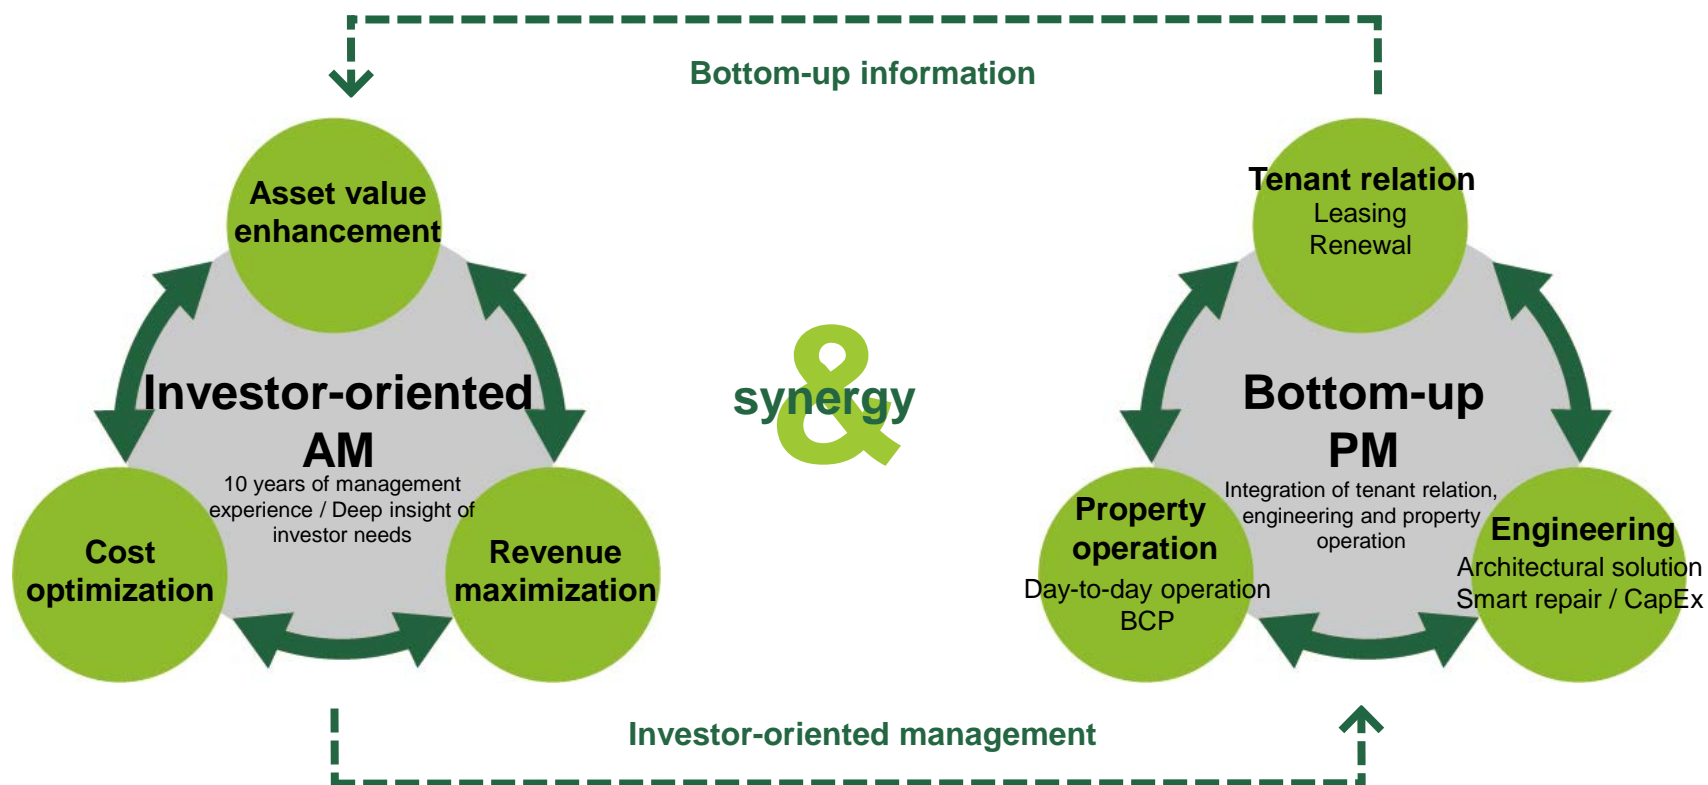 Bottom-up information
Asset value
enhancement
Investor-oriented
AM
10 years of management
experience / Deep insight of
investor needs
Cost
optimization
Revenue
maximization
&
synergy
Tenant relation
Leasing
Renewal
Bottom-up
PM
Integration of tenant relation,
engineering and property
operation
Property
operation
Day-to-day operation
BCP
Engineering
Architectural solution
Smart repair / CapEx
Investor-oriented management